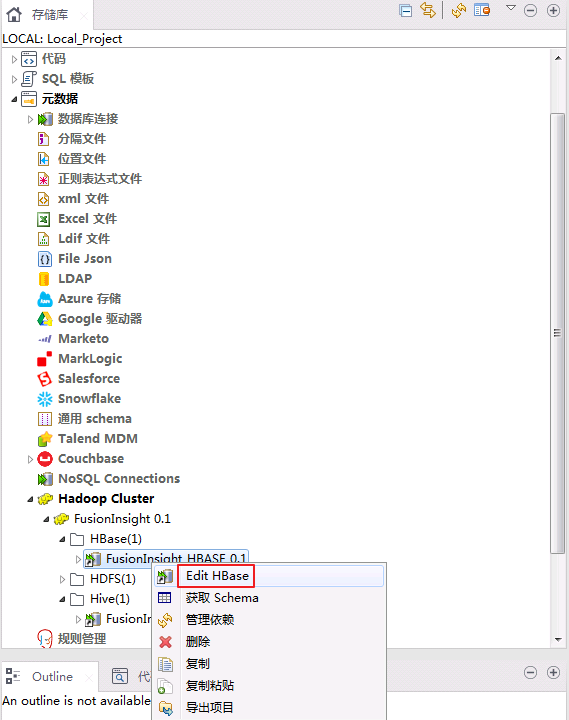 存储库
LOCAL: Local_Project
代码
SQL 模板
元数据
数据库连接
分隔文件
位置文件
正则表达式文件
xml 文件
Excel 文件
Ldif 文件
File Json
LDAP
Azure 存储
Google 驱动器
Marketo
MarkLogic
Salesforce
Snowflake
通用 schema
Talend MDM
Couchbase
NoSQL Connections
Hadoop Cluster
FusionInsight 0.1
HBase(1)
FusionInsight_HBASE 0.1
Edit HBase
HDFS(1)
获取 Schema
Hive(1)
管理依赖
FusionIn
删除
规则管理
复制
Outline
代
复制粘贴
An outline is not available
导出项目